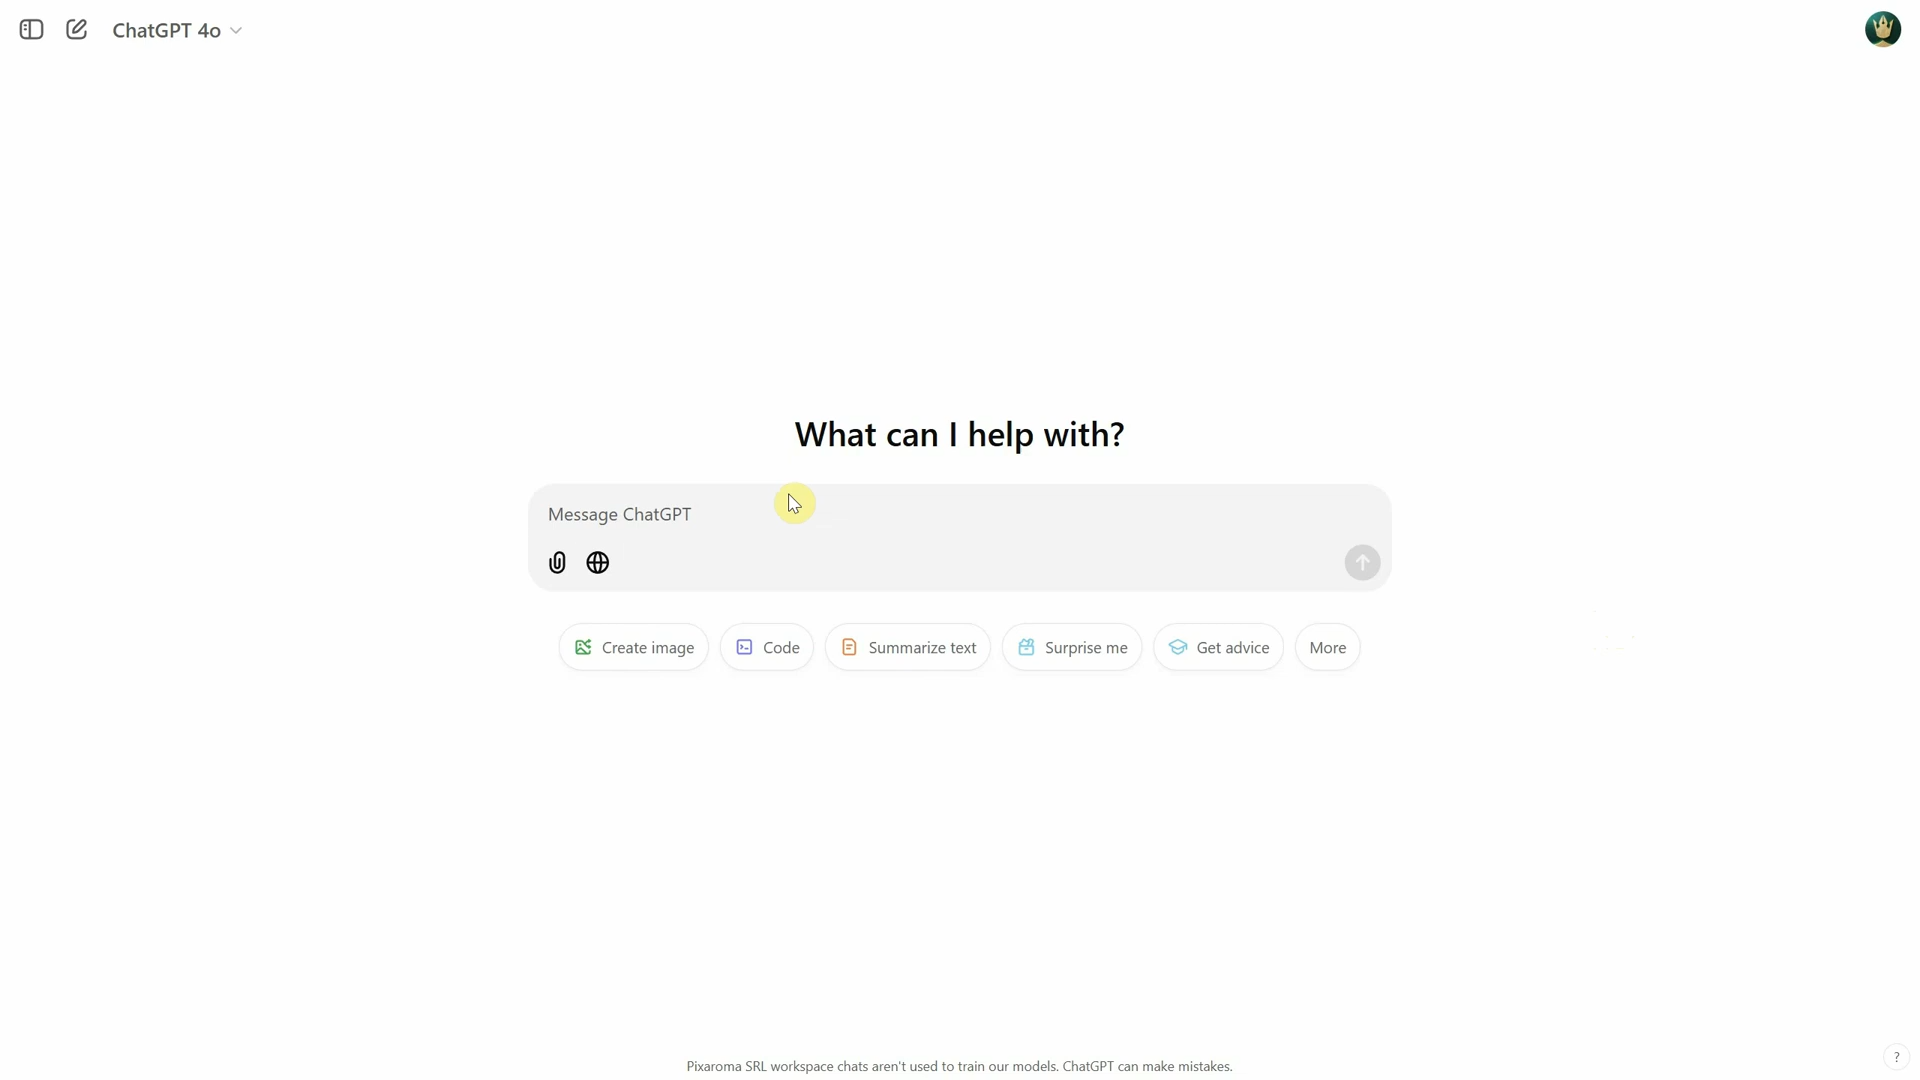 ChatGPT 4o
What can I help with?
Message ChatGPT
Create image
Code
Summarize text
Surprise me
Get advice
More
Pixaroma SRL workspace chats aren't used to train our models. ChatGPT can make mistakes.
?